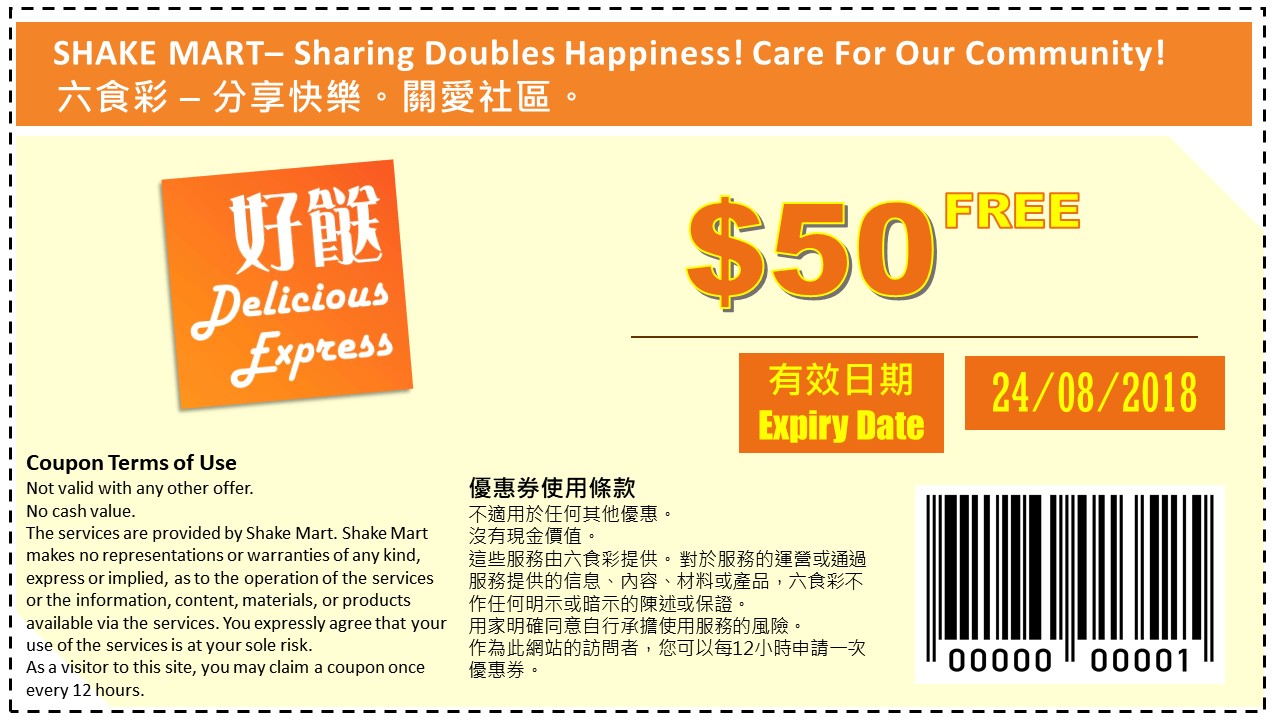 SHAKE MART– Sharing Doubles Happiness! Care For Our Community!
六食彩 – 分享快樂。關愛社區。
好餸
Delicious
Express
$50 FREE
有效日期
Expiry Date
24/08/2018
Coupon Terms of Use
Not valid with any other offer.
No cash value.
The services are provided by Shake Mart. Shake Mart
makes no representations or warranties of any kind,
express or implied, as to the operation of the services
or the information, content, materials, or products
available via the services. You expressly agree that your
use of the services is at your sole risk.
As a visitor to this site, you may claim a coupon once
every 12 hours.
優惠券使用條款
不適用於任何其他優惠。
沒有現金價值。
這些服務由六食彩提供。 對於服務的運營或通過
服務提供的信息、內容、材料或產品，六食彩不
作任何明示或暗示的陳述或保證。
用家明確同意自行承擔使用服務的風險。
作為此網站的訪問者，您可以每12小時申請一次
優惠券。
00000 00001